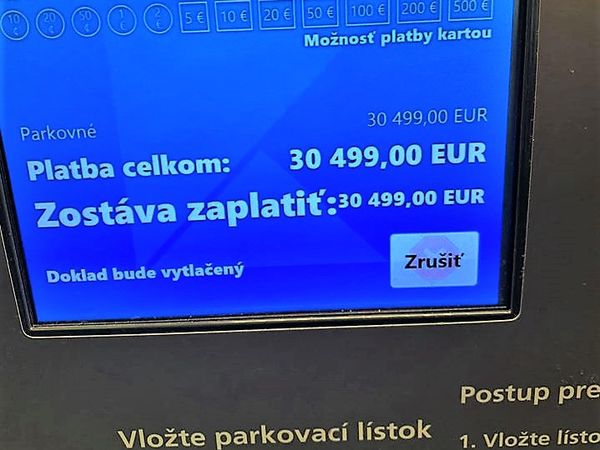 10 ¢ 20 ¢ 50 ¢ 1 € 2 € 5 € 10 € 20 € 50 € 100 € 200 € 500 €
Možnosť platby kartou
Parkovné 30 499,00 EUR
Platba celkom: 30 499,00 EUR
Zostáva zaplatiť: 30 499,00 EUR
Doklad bude vytlačený
Zrušiť
Postup pre
Vložte parkovací lístok
1. Vložte lísto